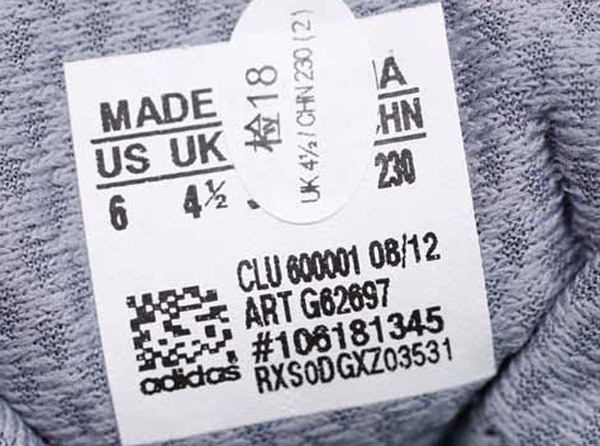 MADE A
US UK CHN
6 4½ 230
检18
UK 4½ / CHN 230 ( 2 )
CLU 600001 08/12
ART G62697
#106181345
RXS0DGXZ03531
adidas